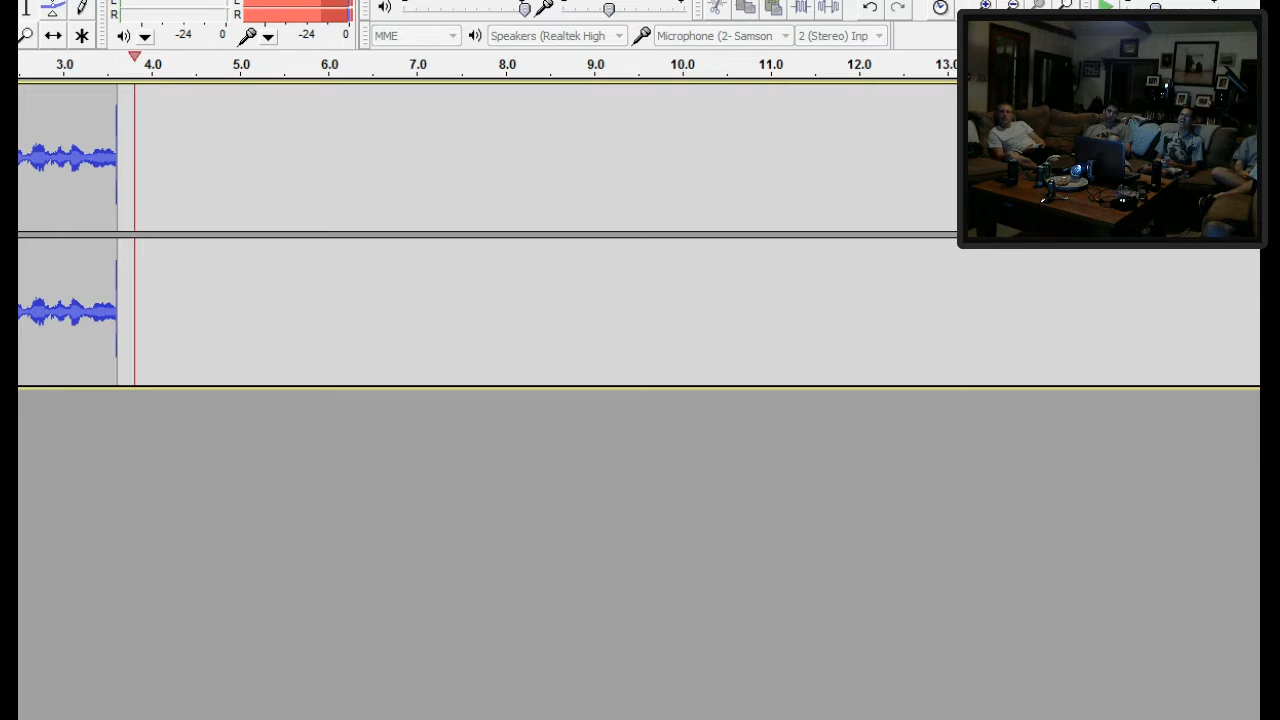 L L
R R
-24 0 -24 0 MME Speakers (Realtek High Microphone (2- Samson 2 (Stereo) Inp
3.0 4.0 5.0 6.0 7.0 8.0 9.0 10.0 11.0 12.0 13.0